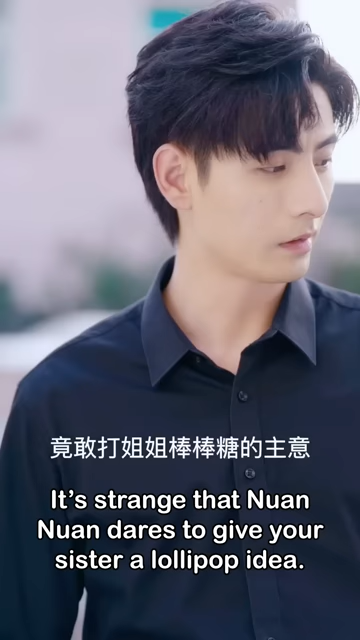 竟敢打姐姐棒棒糖的主意
It's strange that Nuan
Nuan dares to give your
sister a lollipop idea.